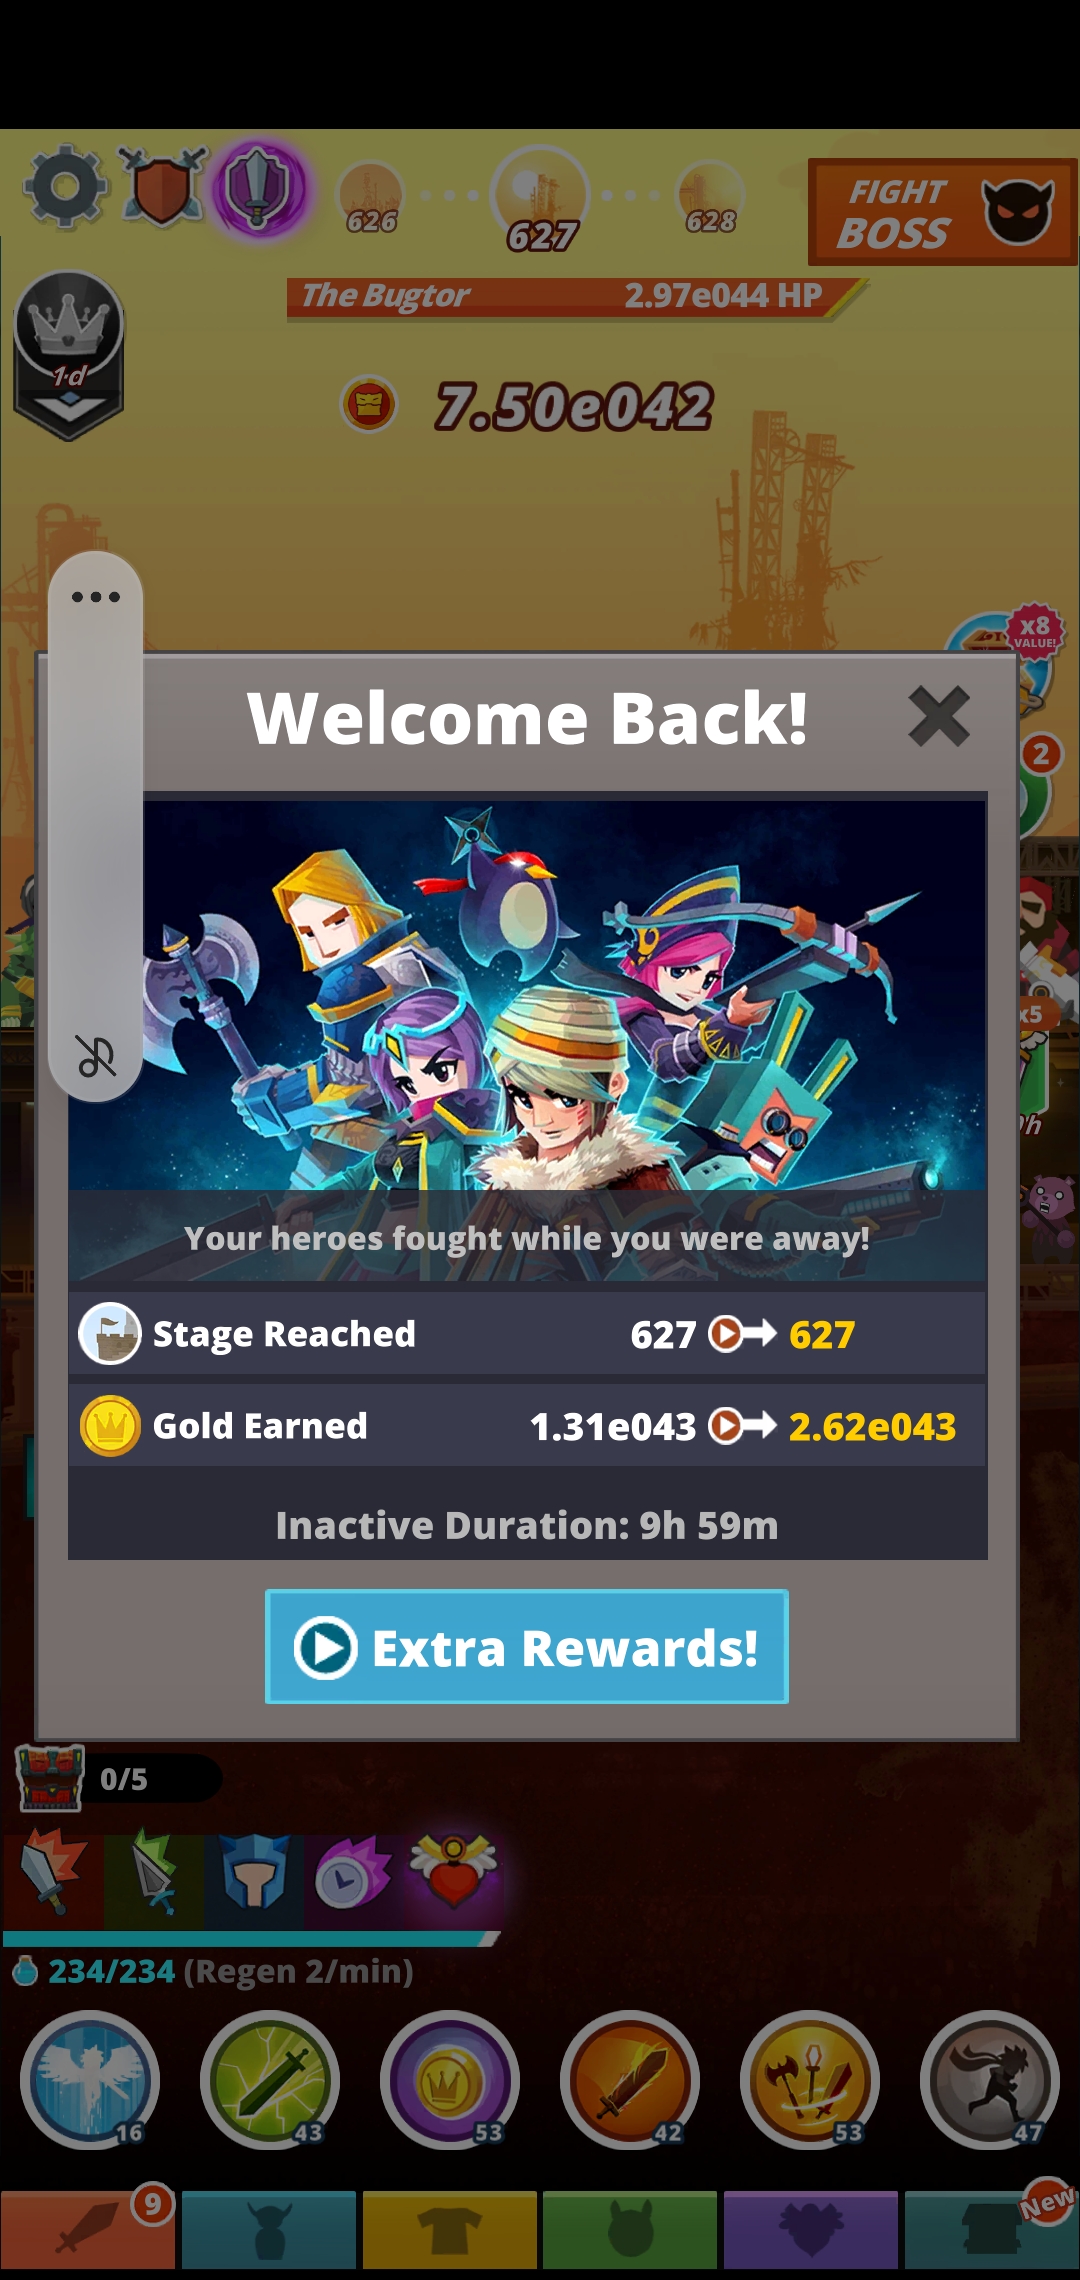 626
627
628
FIGHT
BOSS
The Bugtor 2.97e044 HP
1d
7.50e042
x8
VALUE!
Welcome Back!
2
x5
Your heroes fought while you were away!
Stage Reached 627 627
Gold Earned 1.31e043 2.62e043
Inactive Duration: 9h 59m
Extra Rewards!
0/5
234/234 (Regen 2/min)
16 43 53 42 53 47
9
New